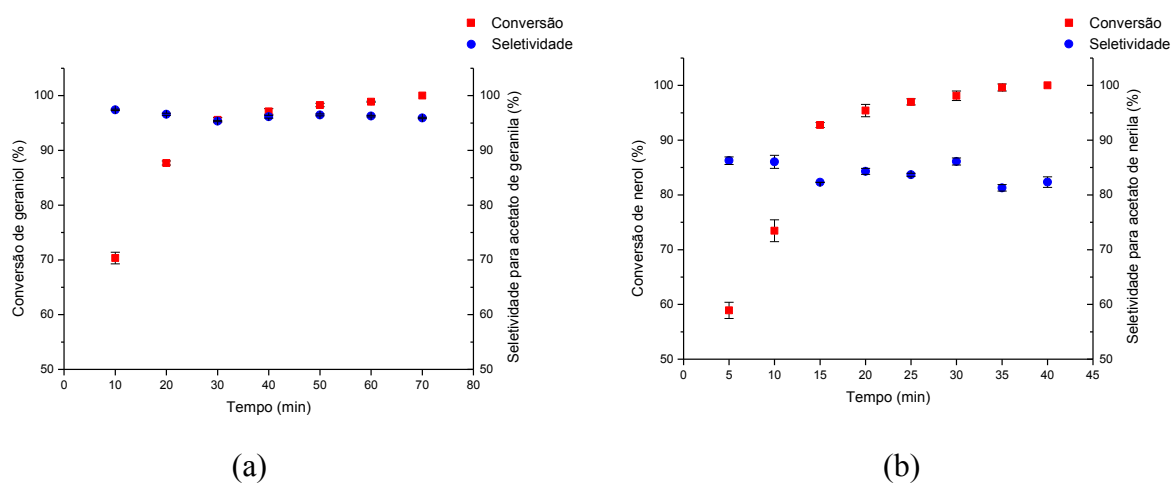 Conversão
Seletividade
Conversão de geraniol (%)
100
90
80
70
60
50
Seletividade para acetato de geranila (%)
100
90
80
70
60
50
0 10 20 30 40 50 60 70 80
Tempo (min)
(a)
Conversão
Seletividade
Conversão de nerol (%)
100
90
80
70
60
50
Seletividade para acetato de nerila (%)
100
90
80
70
60
50
0 5 10 15 20 25 30 35 40 45
Tempo (min)
(b)